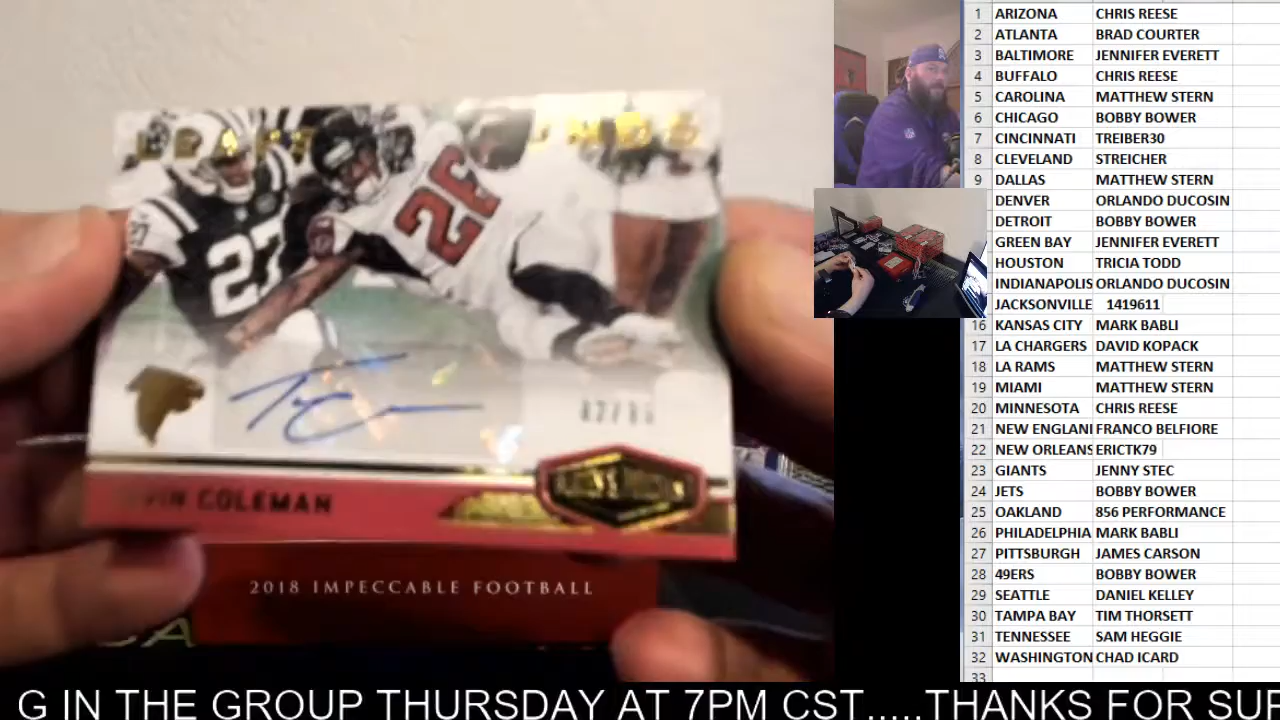 27
26
COLEMAN
2018 IMPECCABLE FOOTBALL
1 ARIZONA CHRIS REESE
2 ATLANTA BRAD COURTER
3 BALTIMORE JENNIFER EVERETT
4 BUFFALO CHRIS REESE
5 CAROLINA MATTHEW STERN
6 CHICAGO BOBBY BOWER
7 CINCINNATI TREIBER30
8 CLEVELAND STREICHER
9 DALLAS MATTHEW STERN
DENVER ORLANDO DUCOSIN
DETROIT BOBBY BOWER
GREEN BAY JENNIFER EVERETT
HOUSTON TRICIA TODD
INDIANAPOLIS ORLANDO DUCOSIN
JACKSONVILLE 1419611
16 KANSAS CITY MARK BABLI
17 LA CHARGERS DAVID KOPACK
18 LA RAMS MATTHEW STERN
19 MIAMI MATTHEW STERN
20 MINNESOTA CHRIS REESE
21 NEW ENGLAN FRANCO BELFIORE
22 NEW ORLEANS ERICTK79
23 GIANTS JENNY STEC
24 JETS BOBBY BOWER
25 OAKLAND 856 PERFORMANCE
26 PHILADELPHIA MARK BABLI
27 PITTSBURGH JAMES CARSON
28 49ERS BOBBY BOWER
29 SEATTLE DANIEL KELLEY
30 TAMPA BAY TIM THORSETT
31 TENNESSEE SAM HEGGIE
32 WASHINGTON CHAD ICARD
33
G IN THE GROUP THURSDAY AT 7PM CST.....THANKS FOR SUP